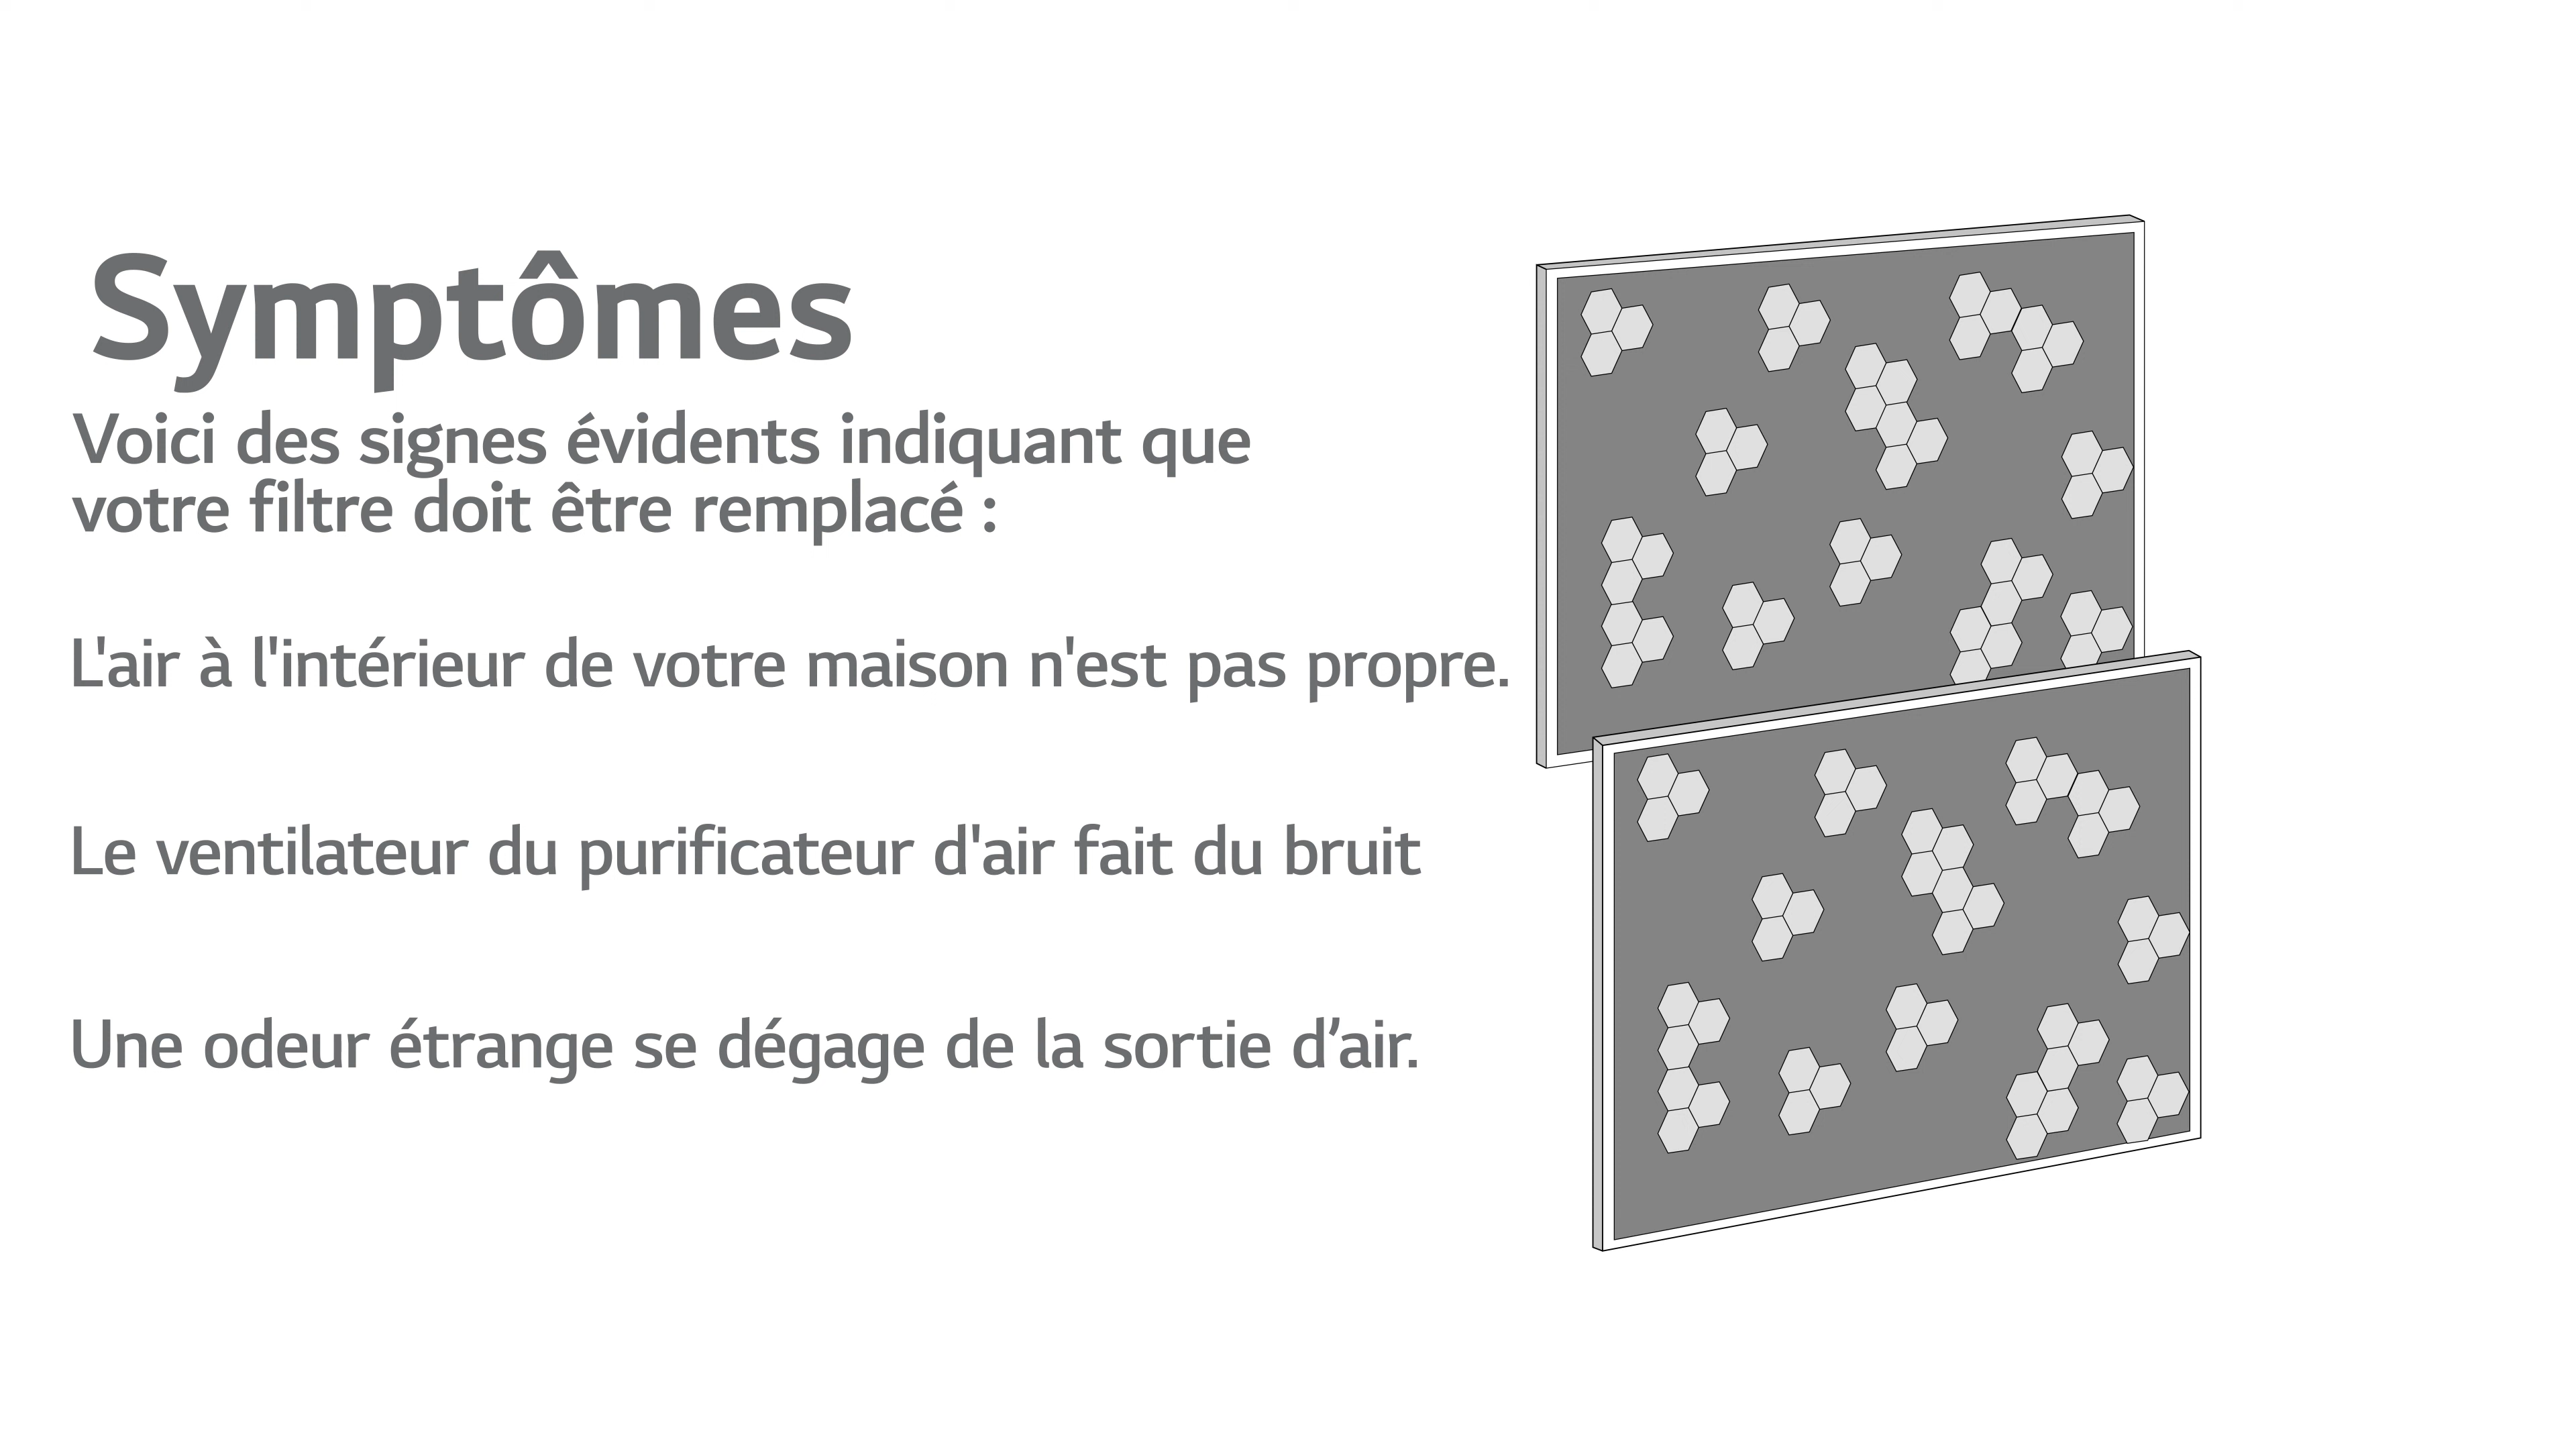 Symptômes
Voici des signes évidents indiquant que
votre filtre doit être remplacé :
L'air à l'intérieur de votre maison n'est pas propre.
Le ventilateur du purificateur d'air fait du bruit
Une odeur étrange se dégage de la sortie d’air.